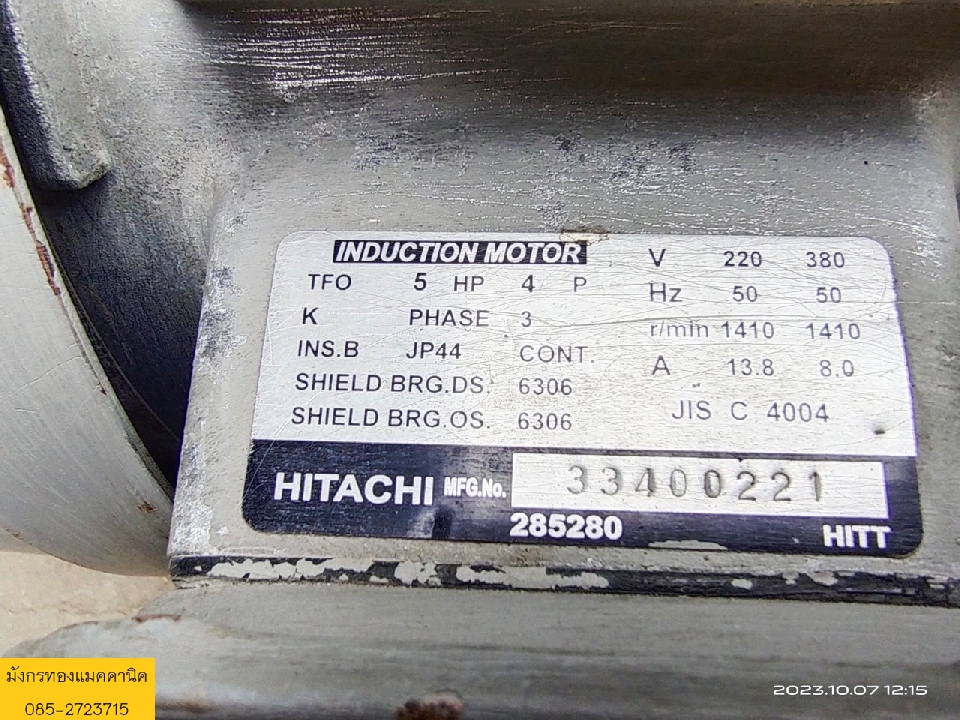 INDUCTION MOTOR
TFO 5 HP 4 P
K PHASE 3
INS.B JP44 CONT.
SHIELD BRG.DS. 6306
SHIELD BRG.OS. 6306
V 220 380
Hz 50 50
r/min 1410 1410
A 13.8 8.0
JIS C 4004
HITACHI MFG.No. 33400221
285280 HITT
มังกรทองแมคคานิค
085-2723715
2023.10.07 12:15